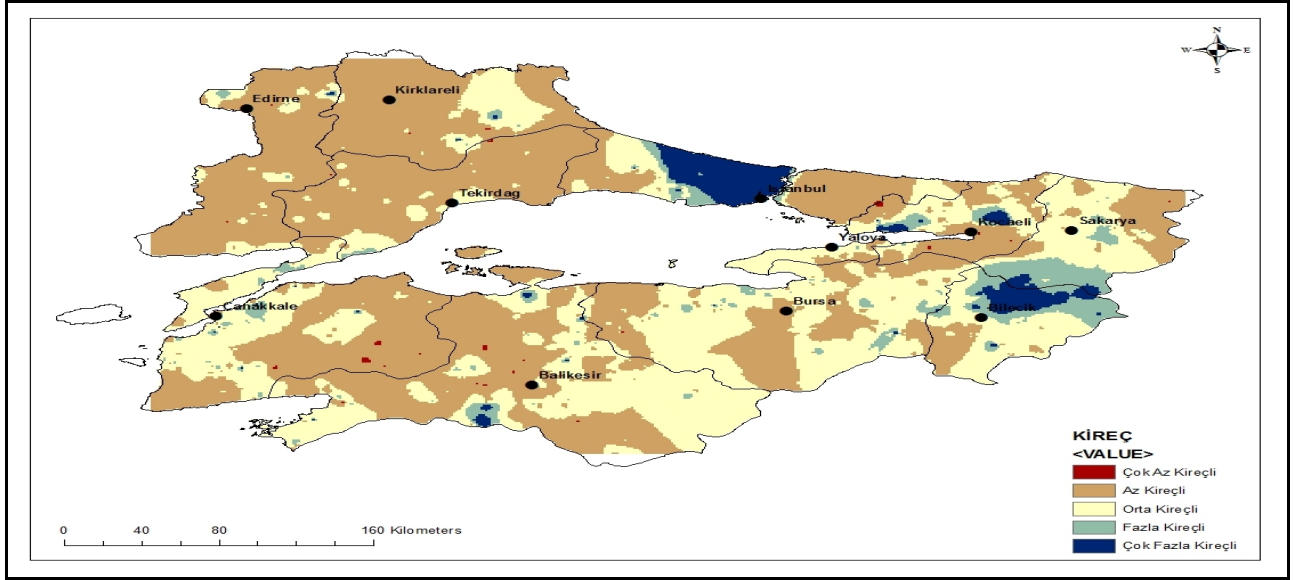 N
W E
S
Edirne
Kirklareli
Tekirdag
Istanbul
Kocaeli
Sakarya
Yalova
Çanakkale
Bursa
Bilecik
Balikesir
KİREÇ
<VALUE>
Çok Az Kireçli
Az Kireçli
Orta Kireçli
Fazla Kireçli
Çok Fazla Kireçli
0 40 80 160 Kilometers